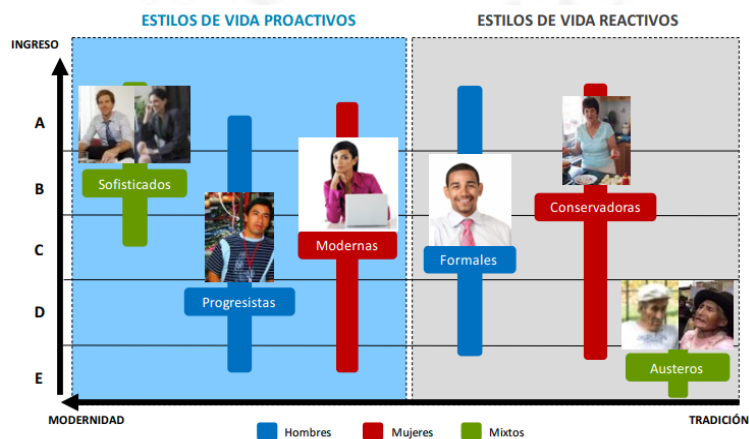 ESTILOS DE VIDA PROACTIVOS
ESTILOS DE VIDA REACTIVOS
INGRESO
A
B
C
D
E
Sofisticados
Progresistas
Modernas
Formales
Conservadoras
Austeros
MODERNIDAD
TRADICIÓN
Hombres
Mujeres
Mixtos